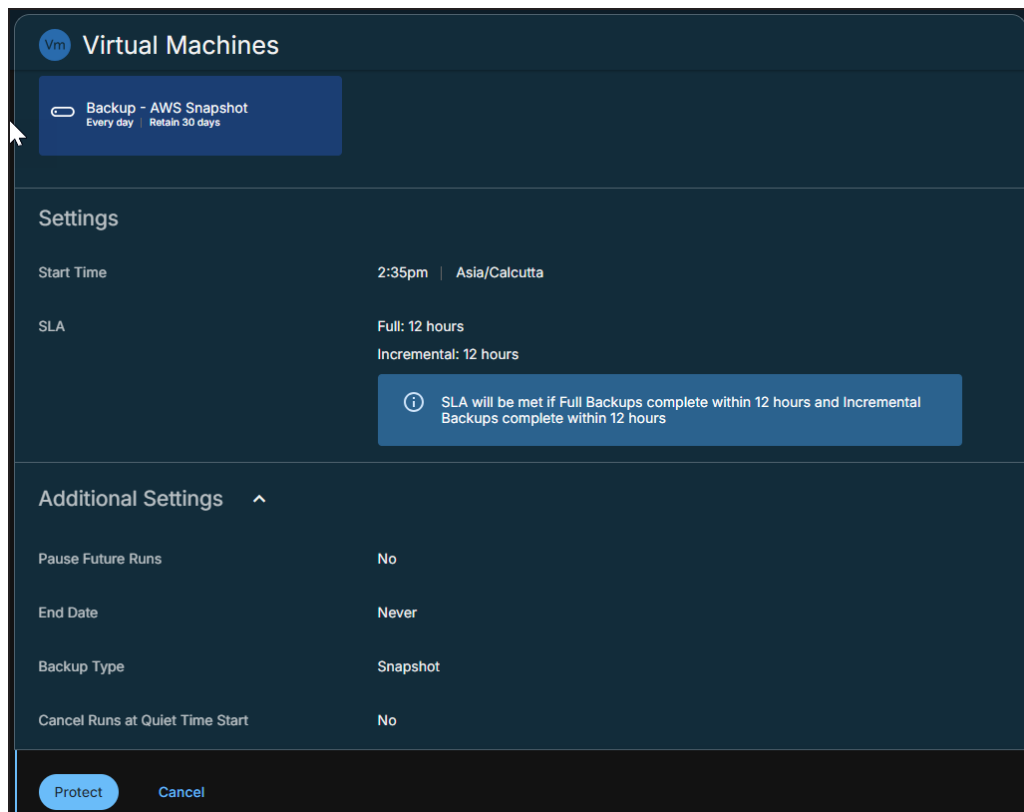 Vm Virtual Machines
Backup - AWS Snapshot
Every day | Retain 30 days
Settings
Start Time 2:35pm | Asia/Calcutta
SLA Full: 12 hours
Incremental: 12 hours
SLA will be met if Full Backups complete within 12 hours and Incremental
Backups complete within 12 hours
Additional Settings
Pause Future Runs No
End Date Never
Backup Type Snapshot
Cancel Runs at Quiet Time Start No
Protect Cancel